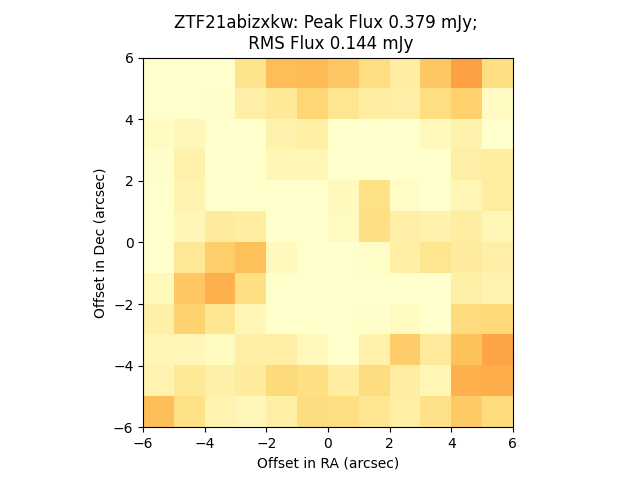 ZTF21abizxkw: Peak Flux 0.379 mJy;
RMS Flux 0.144 mJy
6
4
2
0
−2
−4
−6
Offset in Dec (arcsec)
−6 −4 −2 0 2 4 6
Offset in RA (arcsec)